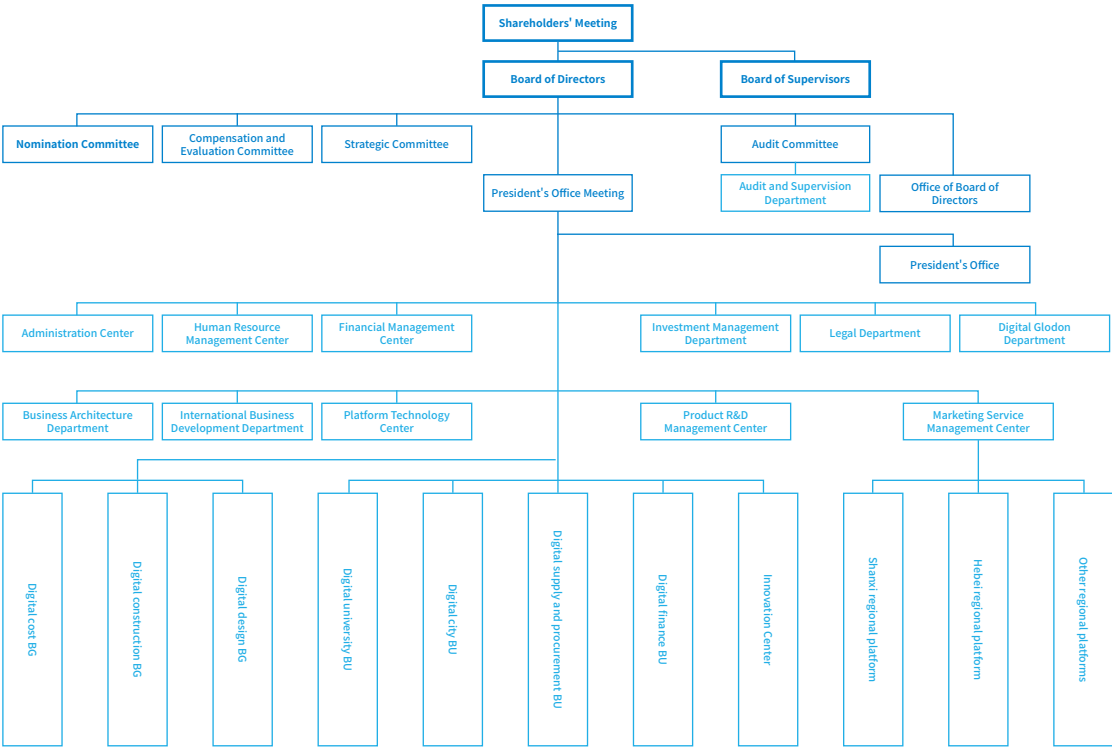 Shareholders' Meeting
Board of Directors
Board of Supervisors
Nomination Committee
Compensation and
Evaluation Committee
Strategic Committee
Audit Committee
President's Office Meeting
Audit and Supervision
Department
Office of Board of
Directors
President's Office
Administration Center
Human Resource
Management Center
Financial Management
Center
Investment Management
Department
Legal Department
Digital Glodon
Department
Business Architecture
Department
International Business
Development Department
Platform Technology
Center
Product R&D
Management Center
Marketing Service
Management Center
Digital cost BG
Digital construction BG
Digital design BG
Digital university BU
Digital city BU
Digital supply and procurement BU
Digital finance BU
Innovation Center
Shanxi regional platform
Hebei regional platform
Other regional platforms